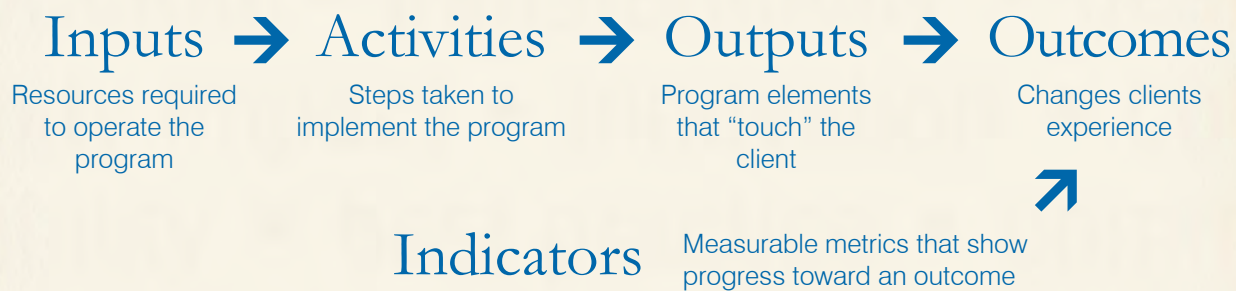 Inputs → Activities → Outputs → Outcomes
Resources required
to operate the
program
Steps taken to
implement the program
Program elements
that “touch” the
client
Changes clients
experience
Indicators
Measurable metrics that show
progress toward an outcome